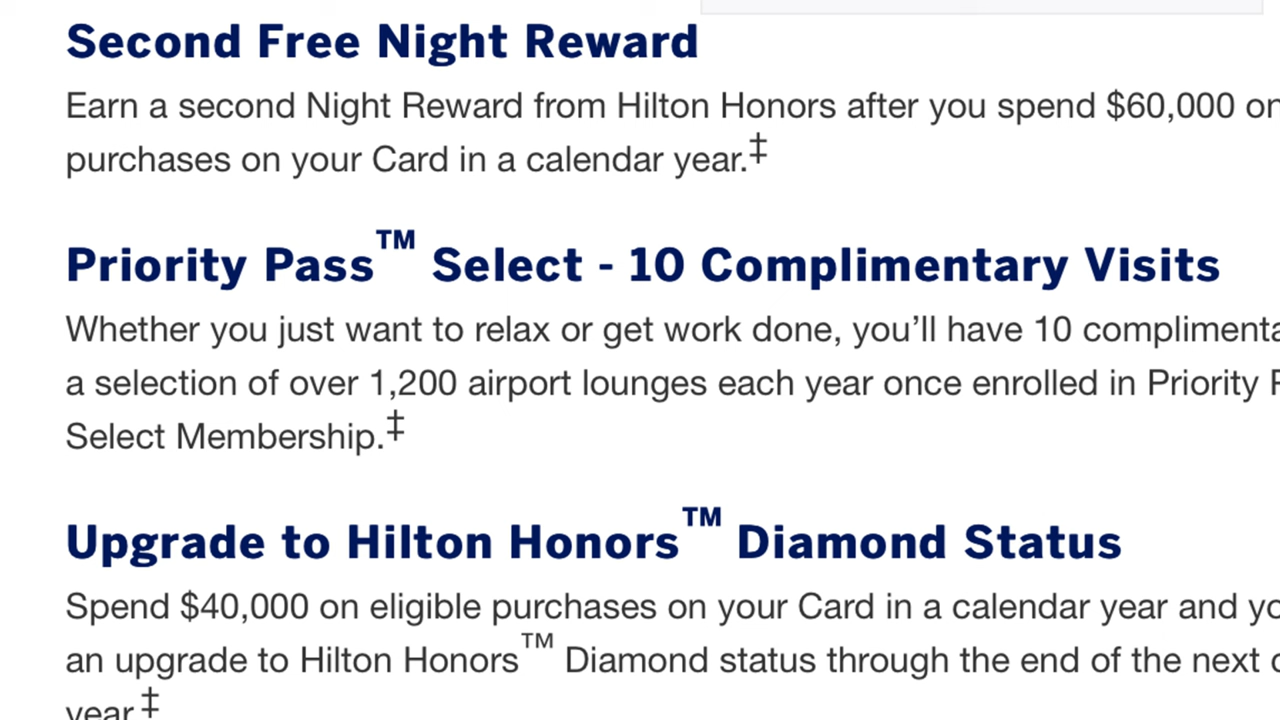 Second Free Night Reward
Earn a second Night Reward from Hilton Honors after you spend $60,000 on
purchases on your Card in a calendar year.‡
Priority Pass™ Select - 10 Complimentary Visits
Whether you just want to relax or get work done, you’ll have 10 complimenta
a selection of over 1,200 airport lounges each year once enrolled in Priority P
Select Membership.‡
Upgrade to Hilton Honors™ Diamond Status
Spend $40,000 on eligible purchases on your Card in a calendar year and yo
an upgrade to Hilton Honors™ Diamond status through the end of the next c
year.‡